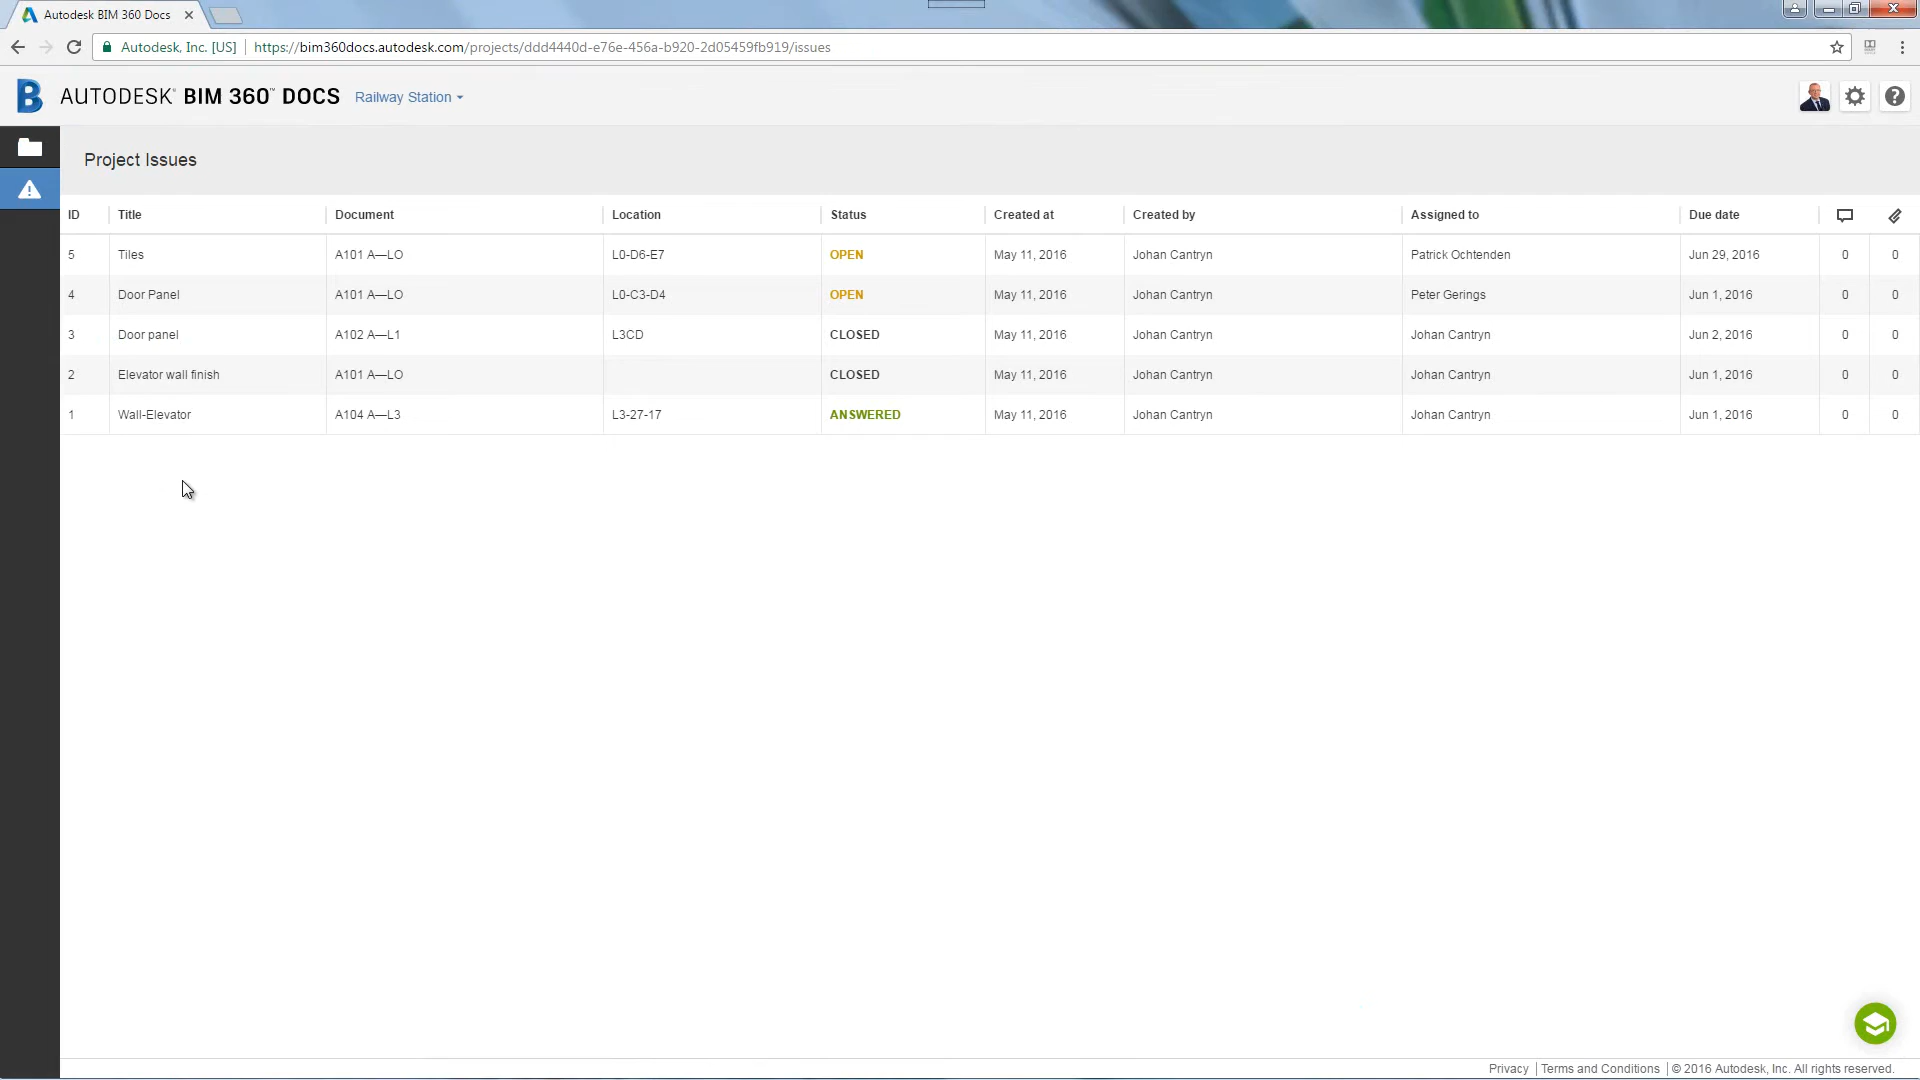 Autodesk BIM 360 Docs
Autodesk, Inc. [US] https://bim360docs.autodesk.com/projects/ddd4440d-e76e-456a-b920-2d05459fb919/issues
AUTODESK® BIM 360™ DOCS Railway Station
Project Issues
ID Title Document Location Status Created at Created by Assigned to Due date
5 Tiles A101 A—LO L0-D6-E7 OPEN May 11, 2016 Johan Cantryn Patrick Ochtenden Jun 29, 2016 0 0
4 Door Panel A101 A—LO L0-C3-D4 OPEN May 11, 2016 Johan Cantryn Peter Gerings Jun 1, 2016 0 0
3 Door panel A102 A—L1 L3CD CLOSED May 11, 2016 Johan Cantryn Johan Cantryn Jun 2, 2016 0 0
2 Elevator wall finish A101 A—LO CLOSED May 11, 2016 Johan Cantryn Johan Cantryn Jun 1, 2016 0 0
1 Wall-Elevator A104 A—L3 L3-27-17 ANSWERED May 11, 2016 Johan Cantryn Johan Cantryn Jun 1, 2016 0 0
Privacy | Terms and Conditions | © 2016 Autodesk, Inc. All rights reserved.